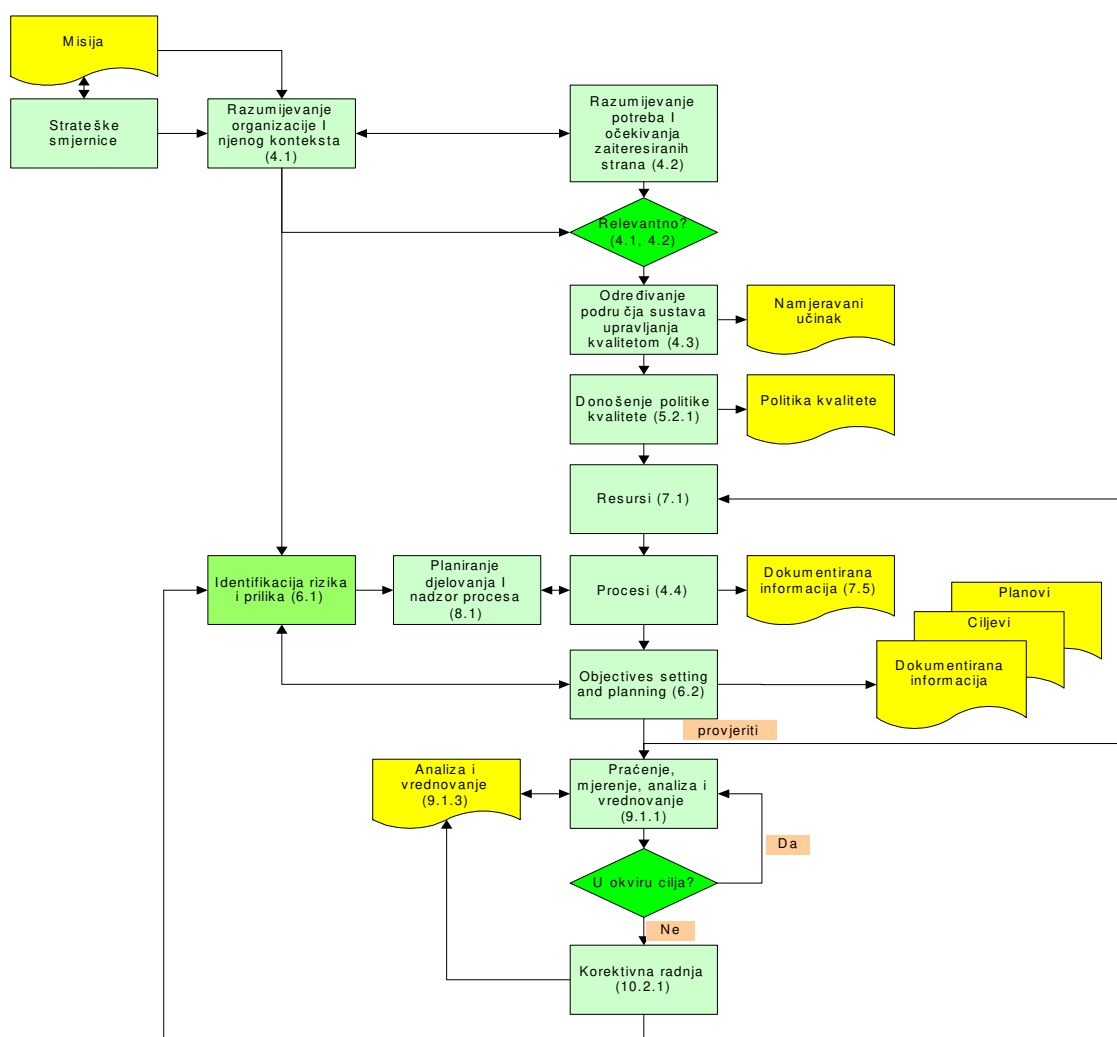 Misija
Strateške
smjernice
Razumijevanje
organizacije I
njenog konteksta
(4.1)
Razumijevanje
potreba I
očekivanja
zaiteresiranih
strana (4.2)
Relevantno?
(4.1, 4.2)
Određivanje
područja sustava
upravljanja
kvalitetom (4.3)
Namjeravani
učinak
Donošenje politike
kvalitete (5.2.1)
Politika kvalitete
Resursi (7.1)
Identifikacija rizika
i prilika (6.1)
Planiranje
djelovanja I
nadzor procesa
(8.1)
Procesi (4.4)
Dokumentirana
informacija (7.5)
Planovi
Ciljevi
Dokumentirana
informacija
Objectives setting
and planning (6.2)
provjeriti
Analiza i
vrednovanje
(9.1.3)
Praćenje,
mjerenje, analiza i
vrednovanje
(9.1.1)
Da
U okviru cilja?
Ne
Korektivna radnja
(10.2.1)